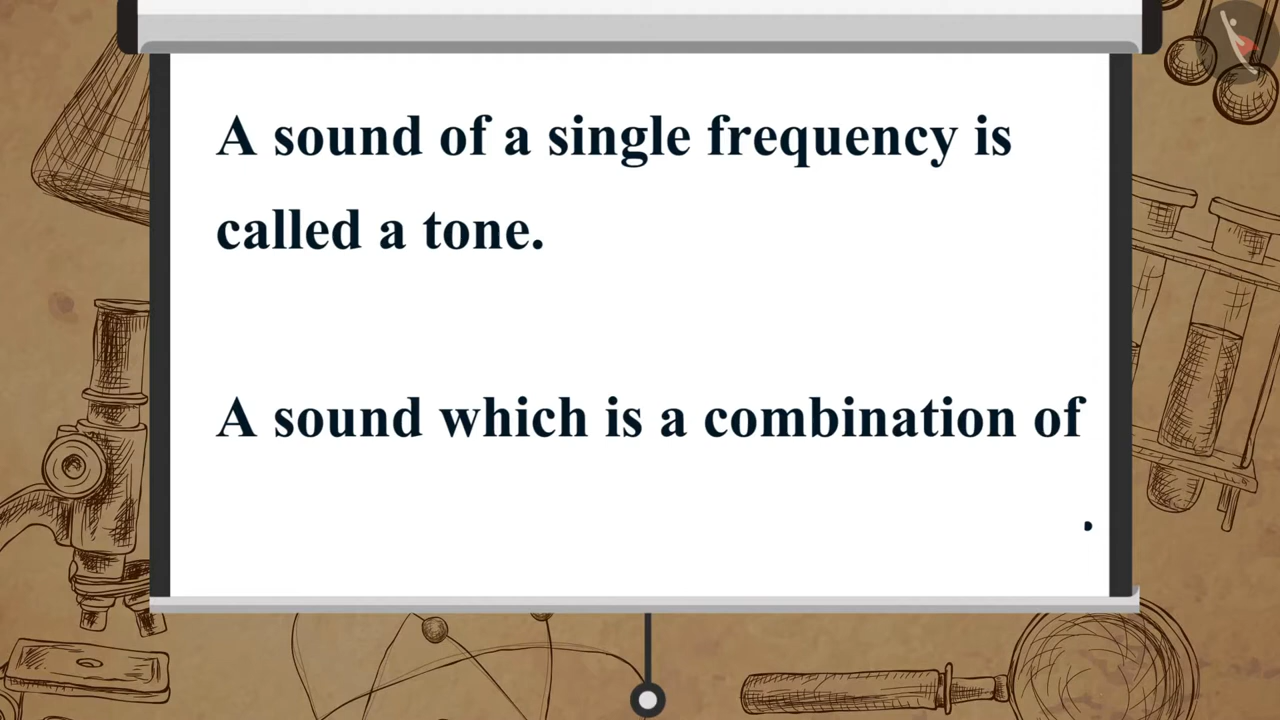 A sound of a single frequency is
called a tone.
A sound which is a combination of
.